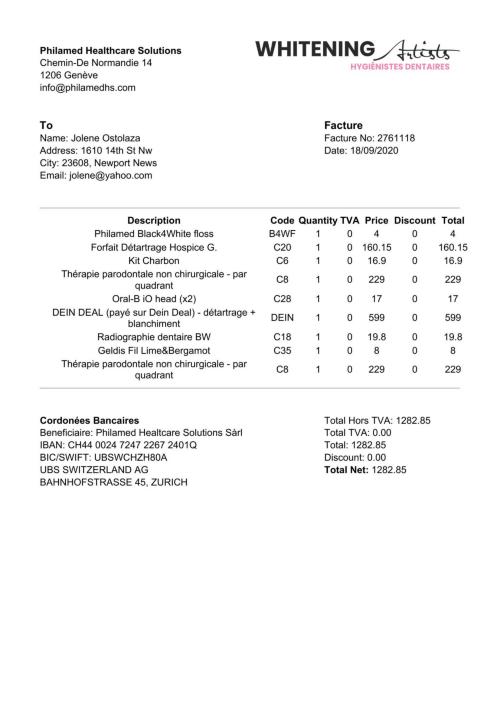 Philamed Healthcare Solutions
Chemin-De Normandie 14
1206 Genève
info@philamedhs.com
WHITENING Artists
HYGIÉNISTES DENTAIRES
To
Name: Jolene Ostolaza
Address: 1610 14th St Nw
City: 23608, Newport News
Email: jolene@yahoo.com
Facture
Facture No: 2761118
Date: 18/09/2020
Description Code Quantity TVA Price Discount Total
Philamed Black4White floss B4WF 1 0 4 0 4
Forfait Détartrage Hospice G. C20 1 0 160.15 0 160.15
Kit Charbon C6 1 0 16.9 0 16.9
Thérapie parodontale non chirurgicale - par
quadrant C8 1 0 229 0 229
Oral-B iO head (x2) C28 1 0 17 0 17
DEIN DEAL (payé sur Dein Deal) - détartrage +
blanchiment DEIN 1 0 599 0 599
Radiographie dentaire BW C18 1 0 19.8 0 19.8
Geldis Fil Lime&Bergamot C35 1 0 8 0 8
Thérapie parodontale non chirurgicale - par
quadrant C8 1 0 229 0 229
Cordonées Bancaires
Beneficiaire: Philamed Healtcare Solutions Sàrl
IBAN: CH44 0024 7247 2267 2401Q
BIC/SWIFT: UBSWCHZH80A
UBS SWITZERLAND AG
BAHNHOFSTRASSE 45, ZURICH
Total Hors TVA: 1282.85
Total TVA: 0.00
Total: 1282.85
Discount: 0.00
Total Net: 1282.85